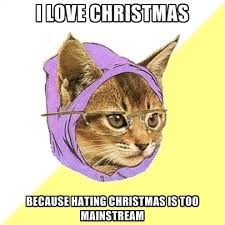 I LOVE CHRISTMAS
BECAUSE HATING CHRISTMAS IS TOO
MAINSTREAM